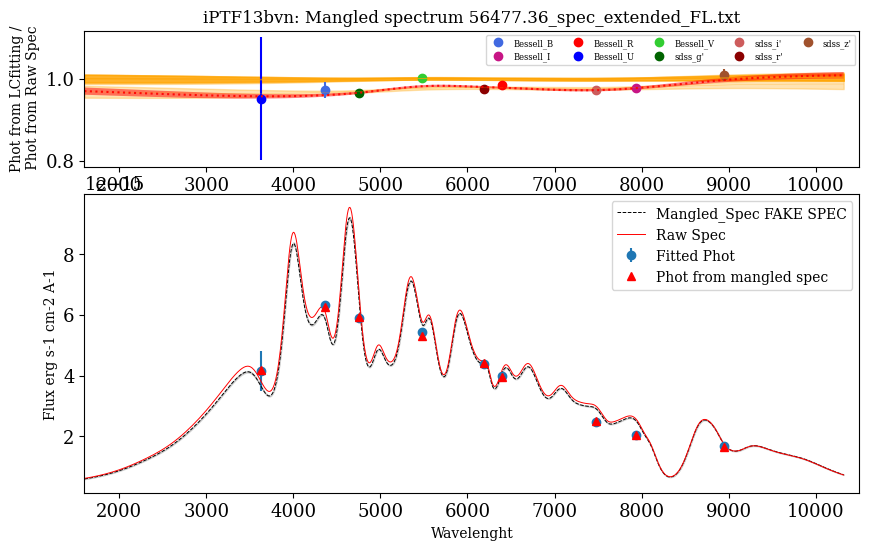 iPTF13bvn: Mangled spectrum 56477.36_spec_extended_FL.txt
Phot from LCfitting /
Phot from Raw Spec
1.0
0.8
Bessell_B Bessell_R Bessell_V sdss_i' sdss_z'
Bessell_I Bessell_U sdss_g' sdss_r'
2000 3000 4000 5000 6000 7000 8000 9000 10000
1e−15
Flux erg s-1 cm-2 A-1
8
6
4
2
Mangled_Spec FAKE SPEC
Raw Spec
Fitted Phot
Phot from mangled spec
2000 3000 4000 5000 6000 7000 8000 9000 10000
Wavelenght